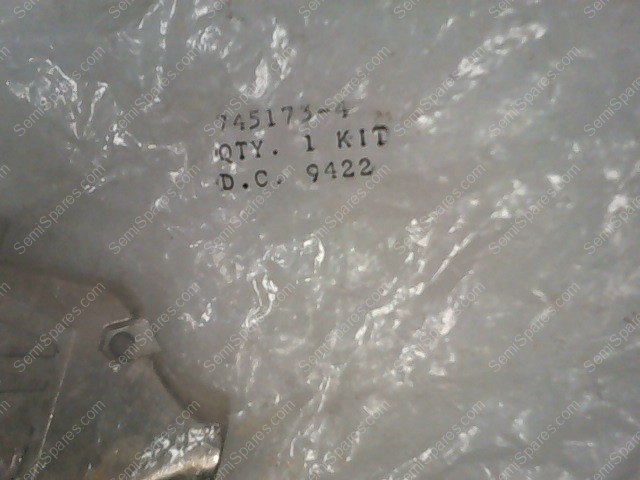 745173-4
QTY. 1 KIT
D.C. 9422
SemiSpares.com